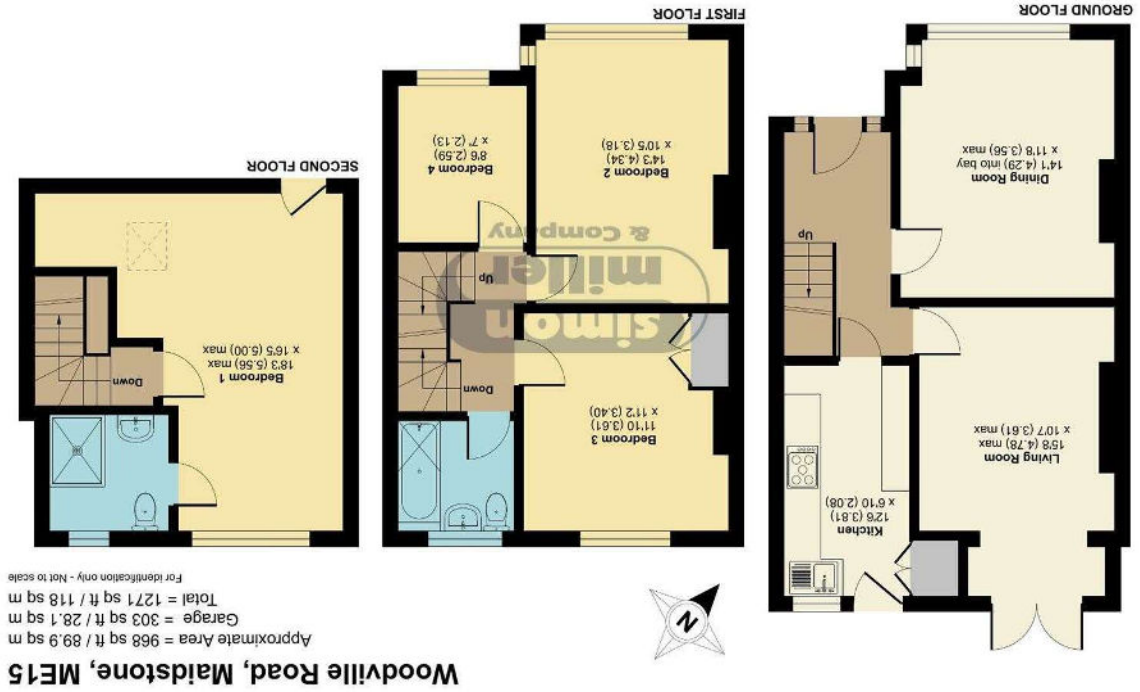 Woodville Road, Maidstone, ME15
Approximate Area = 968 sq ft / 89.9 sq m
Garage = 303 sq ft / 28.1 sq m
Total = 1271 sq ft / 118 sq m
For identification only - Not to scale
N
Living Room
15'8 (4.78) max
x 10'7 (3.61) max
Kitchen
12'6 (3.81)
x 6'10 (2.08)
Up
Dining Room
14'1 (4.29) into bay
x 11'8 (3.56) max
GROUND FLOOR
Bedroom 3
11'10 (3.61)
x 11'2 (3.40)
Down
Up
Bedroom 2
14'3 (4.34)
x 10'5 (3.18)
Bedroom 4
8'6 (2.59)
x 7' (2.13)
FIRST FLOOR
simon
miller
& Company
Bedroom 1
18'3 (5.56) max
x 16'5 (5.00) max
Down
SECOND FLOOR